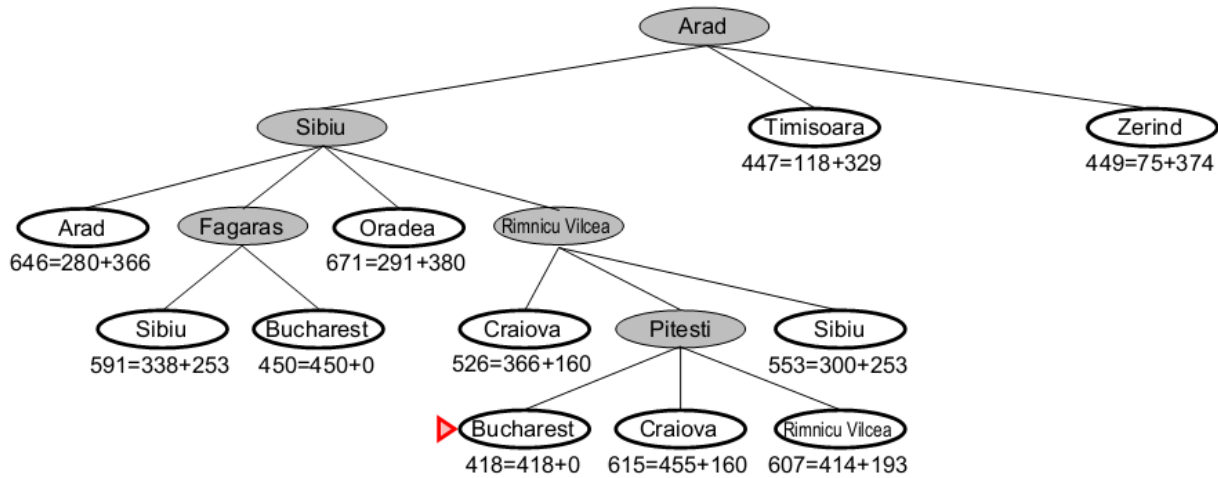 Arad
Sibiu
Timisoara
Zerind
447=118+329
449=75+374
Arad
Fagaras
Oradea
Rimnicu Vilcea
646=280+366
671=291+380
Sibiu
Bucharest
Craiova
Pitesti
Sibiu
591=338+253
450=450+0
526=366+160
553=300+253
Bucharest
Craiova
Rimnicu Vilcea
418=418+0
615=455+160
607=414+193